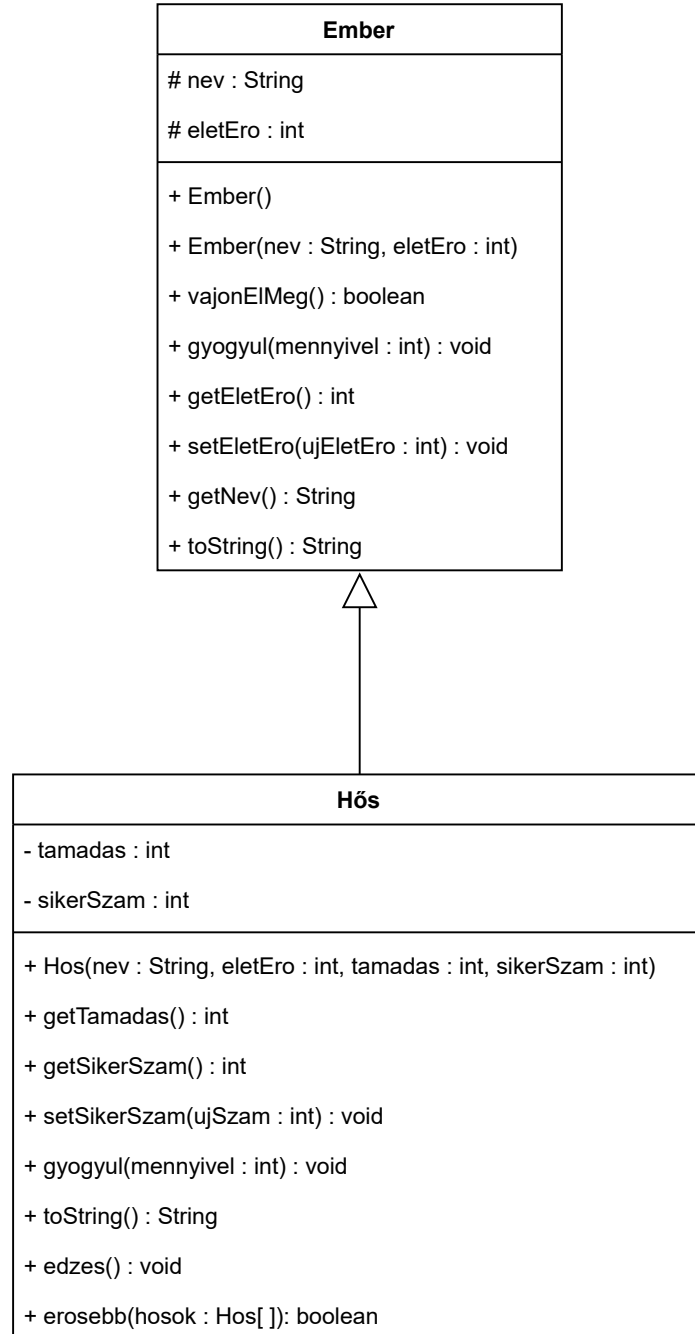 Ember
# nev : String
# eletEro : int
+ Ember()
+ Ember(nev : String, eletEro : int)
+ vajonElMeg() : boolean
+ gyogyul(mennyivel : int) : void
+ getEletEro() : int
+ setEletEro(ujEletEro : int) : void
+ getNev() : String
+ toString() : String
Hős
- tamadas : int
- sikerSzam : int
+ Hos(nev : String, eletEro : int, tamadas : int, sikerSzam : int)
+ getTamadas() : int
+ getSikerSzam() : int
+ setSikerSzam(ujSzam : int) : void
+ gyogyul(mennyivel : int) : void
+ toString() : String
+ edzes() : void
+ erosebb(hosok : Hos[ ]): boolean